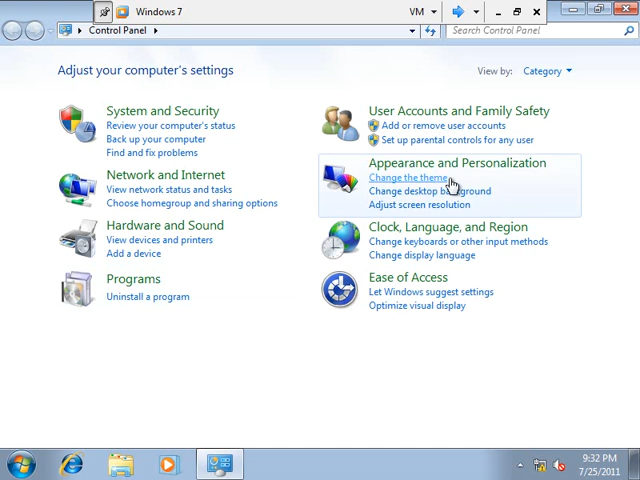 Windows 7
VM
Control Panel
Search Control Panel
Adjust your computer's settings
View by: Category
System and Security
Review your computer's status
Back up your computer
Find and fix problems
Network and Internet
View network status and tasks
Choose homegroup and sharing options
Hardware and Sound
View devices and printers
Add a device
Programs
Uninstall a program
User Accounts and Family Safety
Add or remove user accounts
Set up parental controls for any user
Appearance and Personalization
Change the theme
Change desktop background
Adjust screen resolution
Clock, Language, and Region
Change keyboards or other input methods
Change display language
Ease of Access
Let Windows suggest settings
Optimize visual display
9:32 PM
7/25/2011